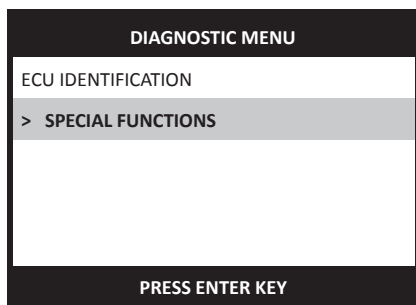 DIAGNOSTIC MENU
ECU IDENTIFICATION
> SPECIAL FUNCTIONS
PRESS ENTER KEY